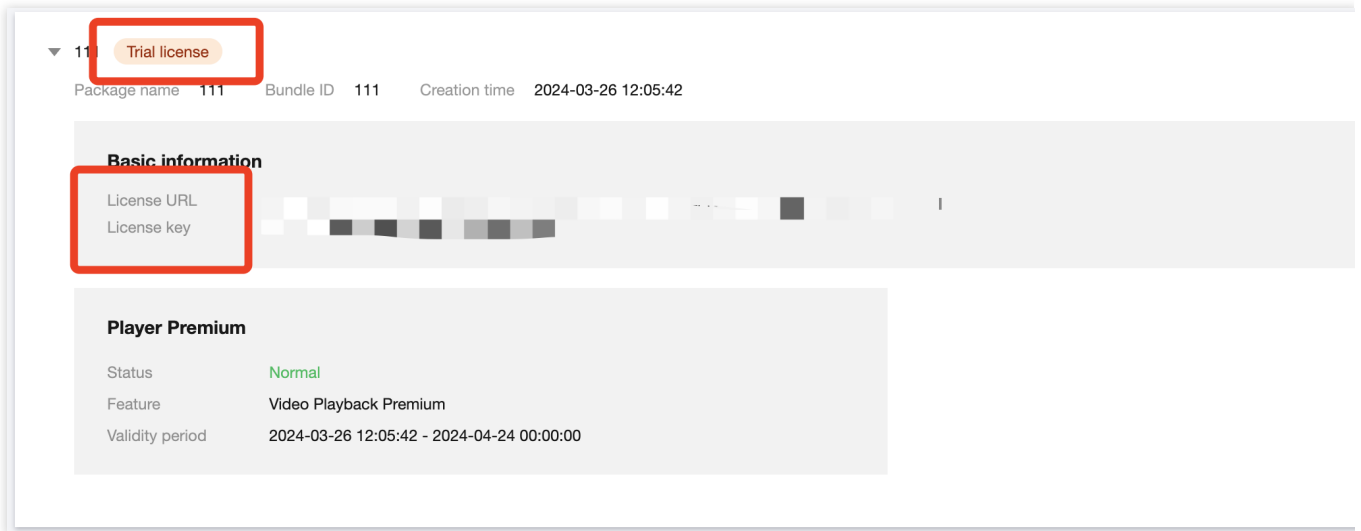 111 Trial license
Package name 111 Bundle ID 111 Creation time 2024-03-26 12:05:42
Basic information
License URL
License key
Player Premium
Status Normal
Feature Video Playback Premium
Validity period 2024-03-26 12:05:42 - 2024-04-24 00:00:00